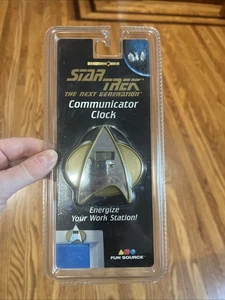 STAR TREK
THE NEXT GENERATION
Communicator
Clock
Energize
Your Work Station!
FUN SOURCE